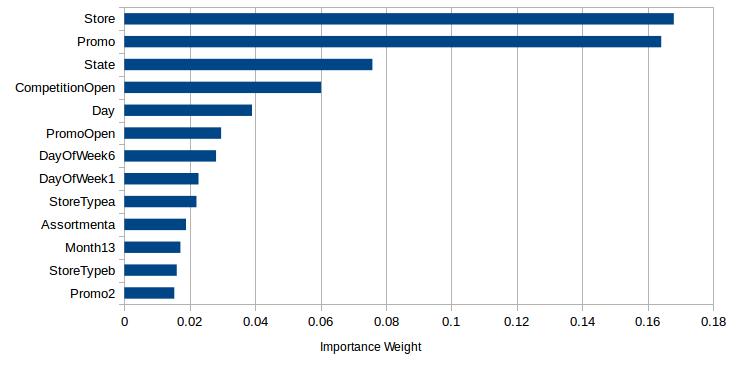 Store
Promo
State
CompetitionOpen
Day
PromoOpen
DayOfWeek6
DayOfWeek1
StoreTypea
Assortmenta
Month13
StoreTypeb
Promo2
0 0.02 0.04 0.06 0.08 0.1 0.12 0.14 0.16 0.18
Importance Weight